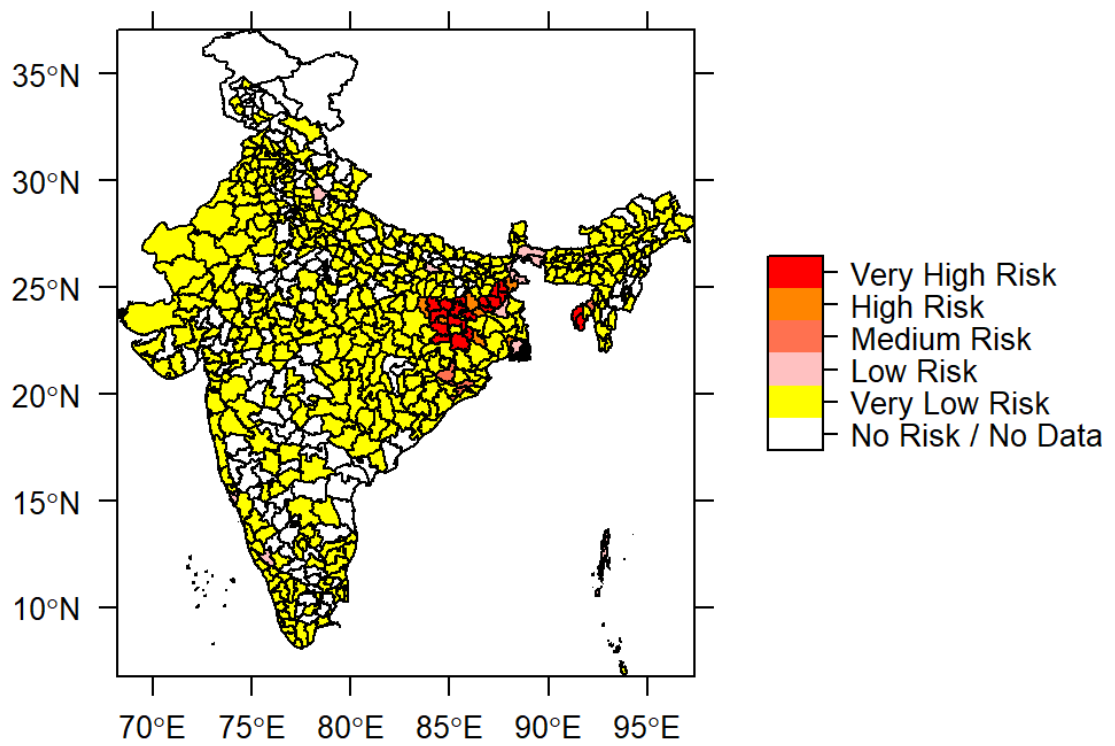 35°N
30°N
25°N
20°N
15°N
10°N
70°E 75°E 80°E 85°E 90°E 95°E
Very High Risk
High Risk
Medium Risk
Low Risk
Very Low Risk
No Risk / No Data